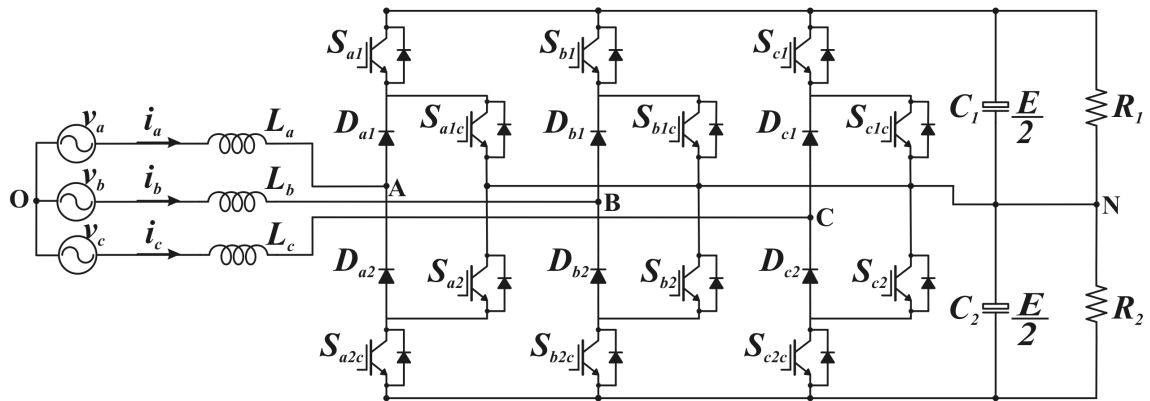 S_a1 S_b1 S_c1
D_a1 S_a1c D_b1 S_b1c D_c1 S_c1c C_1 E/2 R_1
v_a i_a L_a
A
O v_b i_b L_b B N
C
v_c i_c L_c
D_a2 S_a2 D_b2 S_b2 D_c2 S_c2 C_2 E/2 R_2
S_a2c S_b2c S_c2c